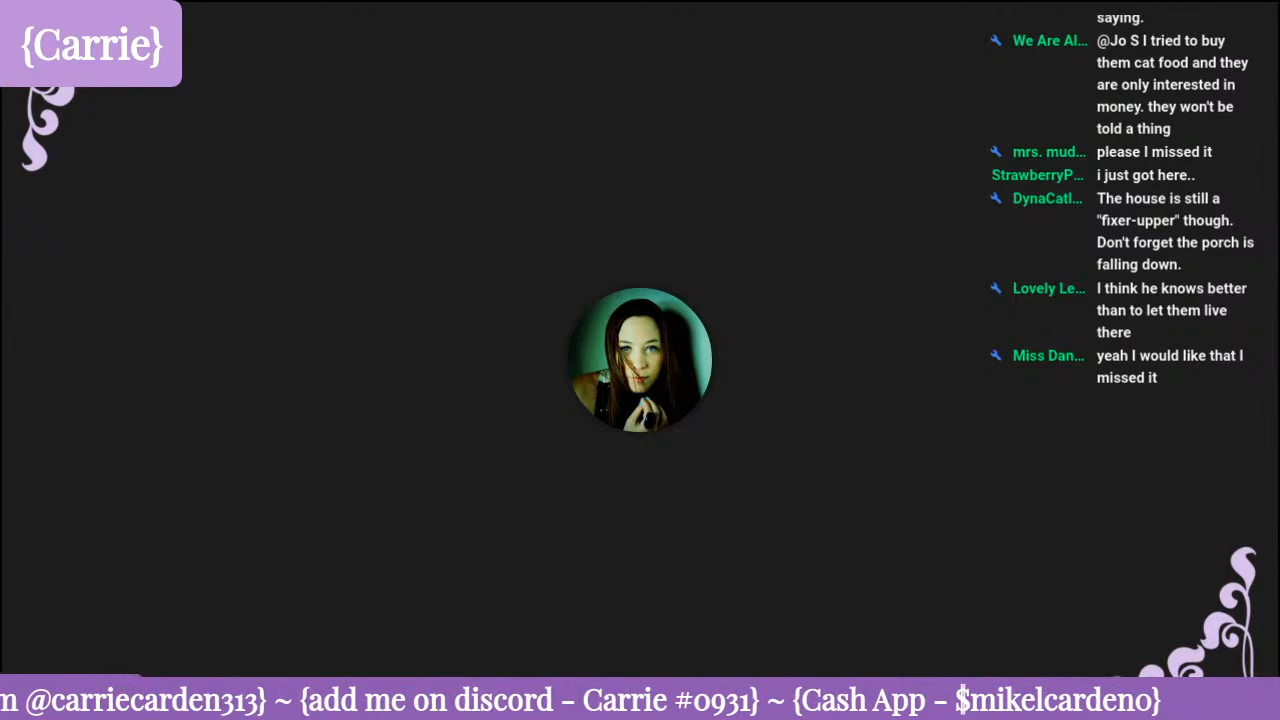 {Carrie}
saying.
We Are Al... @Jo S I tried to buy
them cat food and they
are only interested in
money. they won't be
told a thing
mrs. mud... please I missed it
StrawberryP... i just got here..
DynaCatl... The house is still a
"fixer-upper" though.
Don't forget the porch is
falling down.
Lovely Le... I think he knows better
than to let them live
there
Miss Dan... yeah I would like that I
missed it
m @carriecarden313} ~ {add me on discord - Carrie #0931} ~ {Cash App - $mikelcarden0}